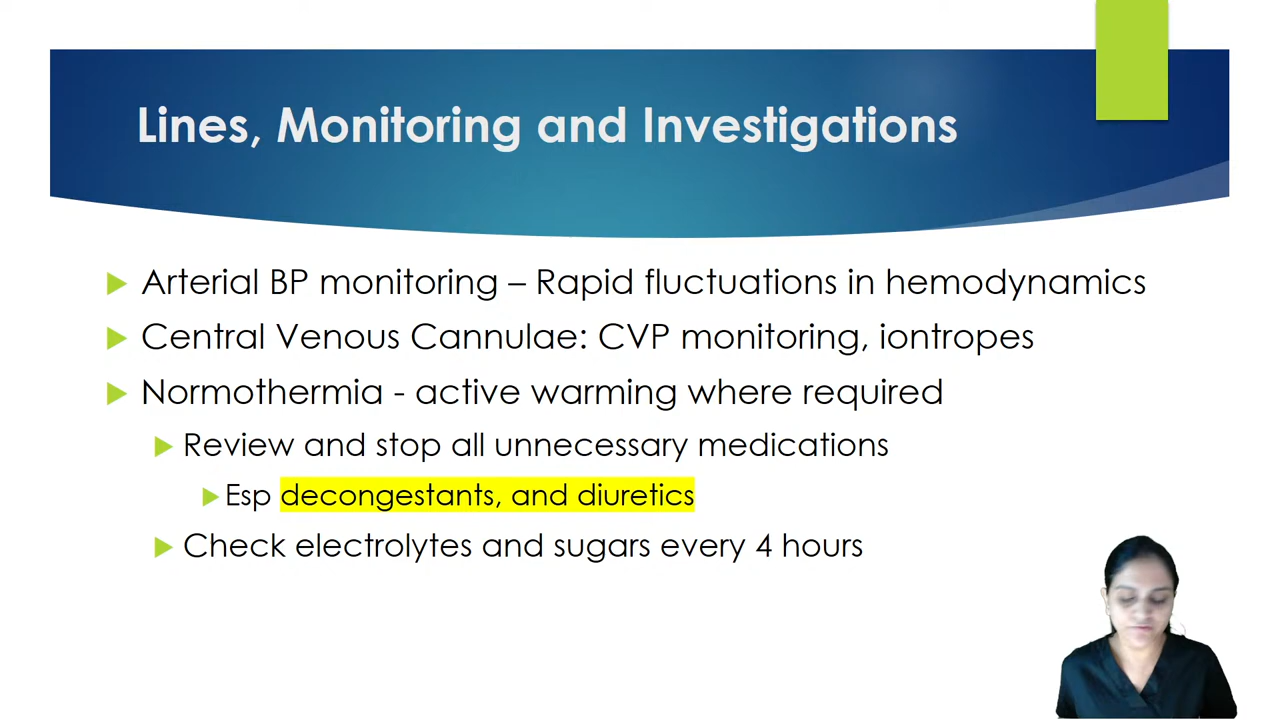 Lines, Monitoring and Investigations
Arterial BP monitoring – Rapid fluctuations in hemodynamics
Central Venous Cannulae: CVP monitoring, iontropes
Normothermia - active warming where required
Review and stop all unnecessary medications
Esp decongestants, and diuretics
Check electrolytes and sugars every 4 hours